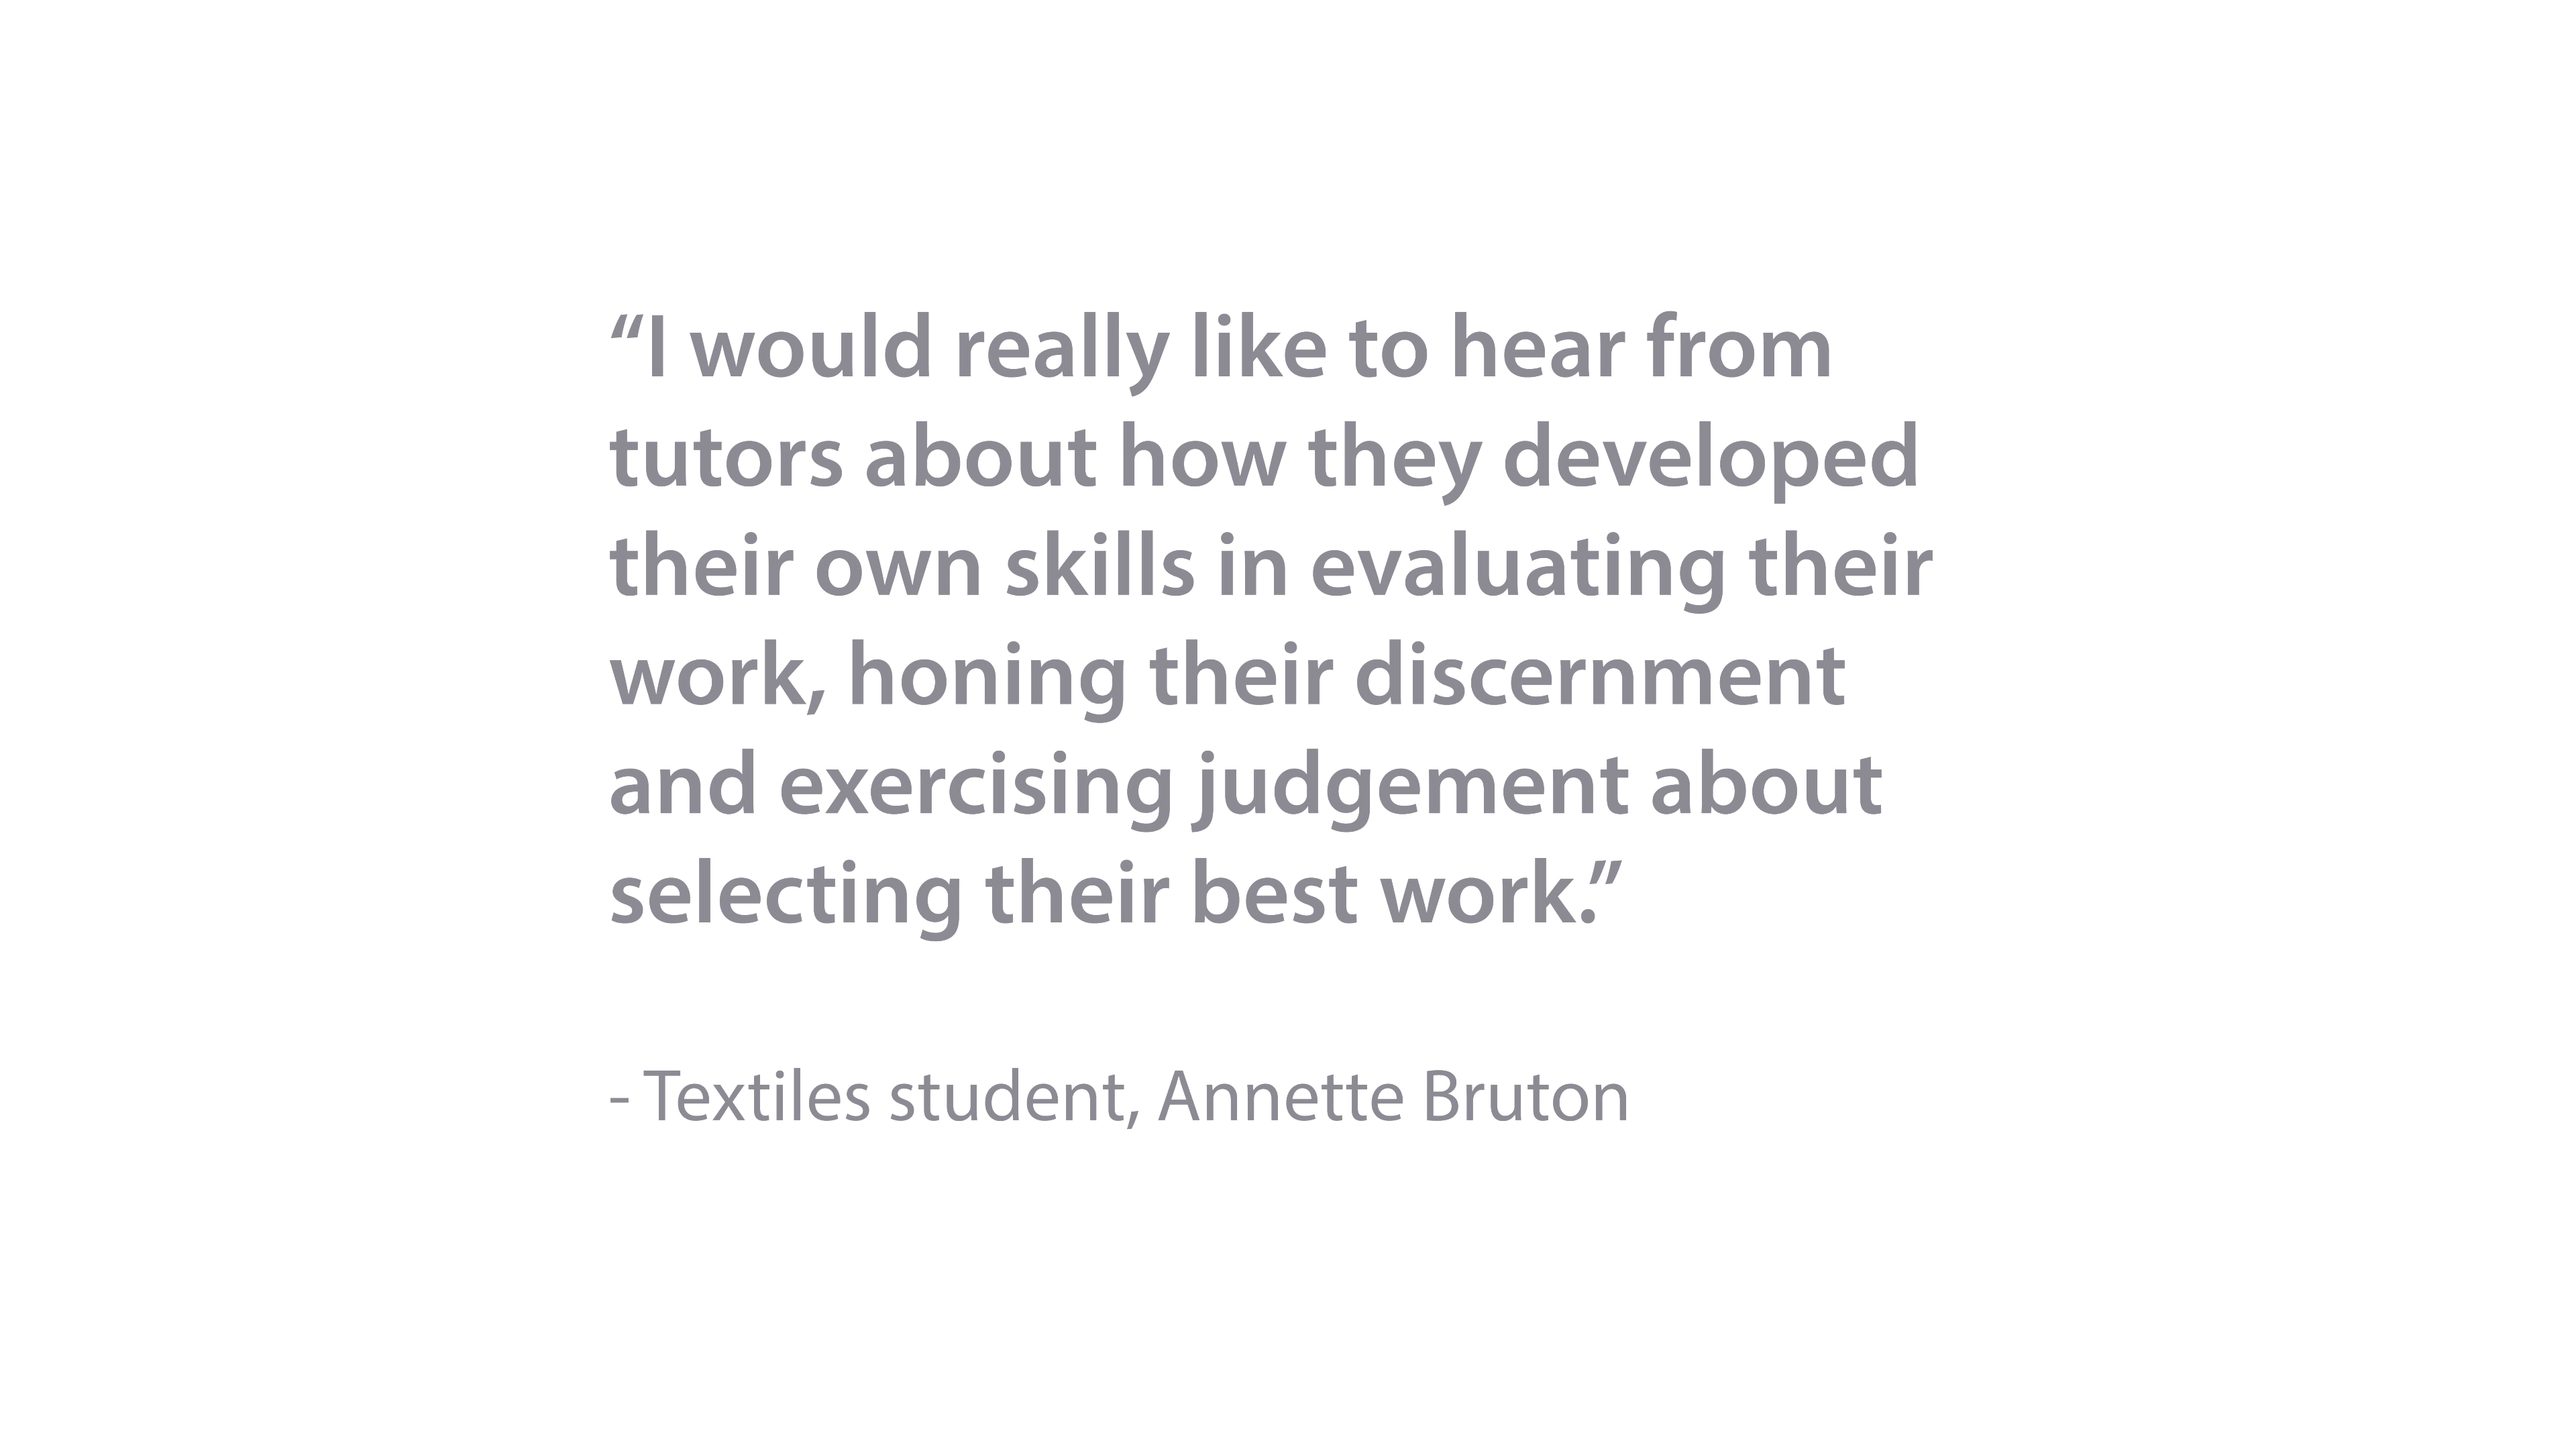 “I would really like to hear from
tutors about how they developed
their own skills in evaluating their
work, honing their discernment
and exercising judgement about
selecting their best work.”
- Textiles student, Annette Bruton